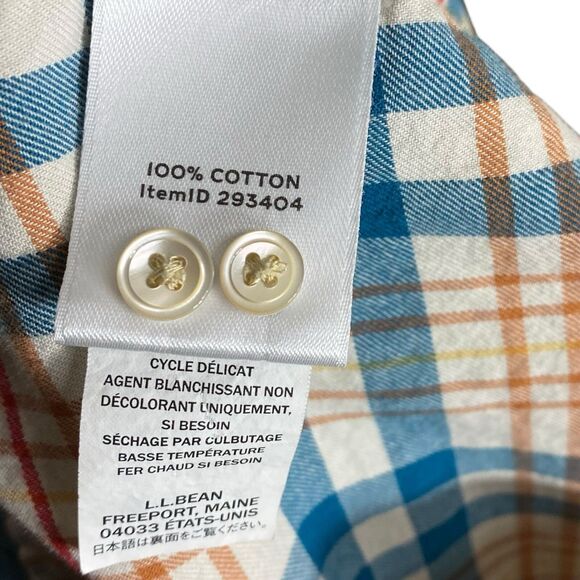 100% COTTON
ItemID 293404
CYCLE DÉLICAT
AGENT BLANCHISSANT NON
DÉCOLORANT UNIQUEMENT,
SI BESOIN
SÉCHAGE PAR CULBUTAGE
BASSE TEMPÉRATURE
FER CHAUD SI BESOIN
L.L.BEAN
FREEPORT, MAINE
04033 ÉTATS-UNIS
日本語は裏面をご覧ください。